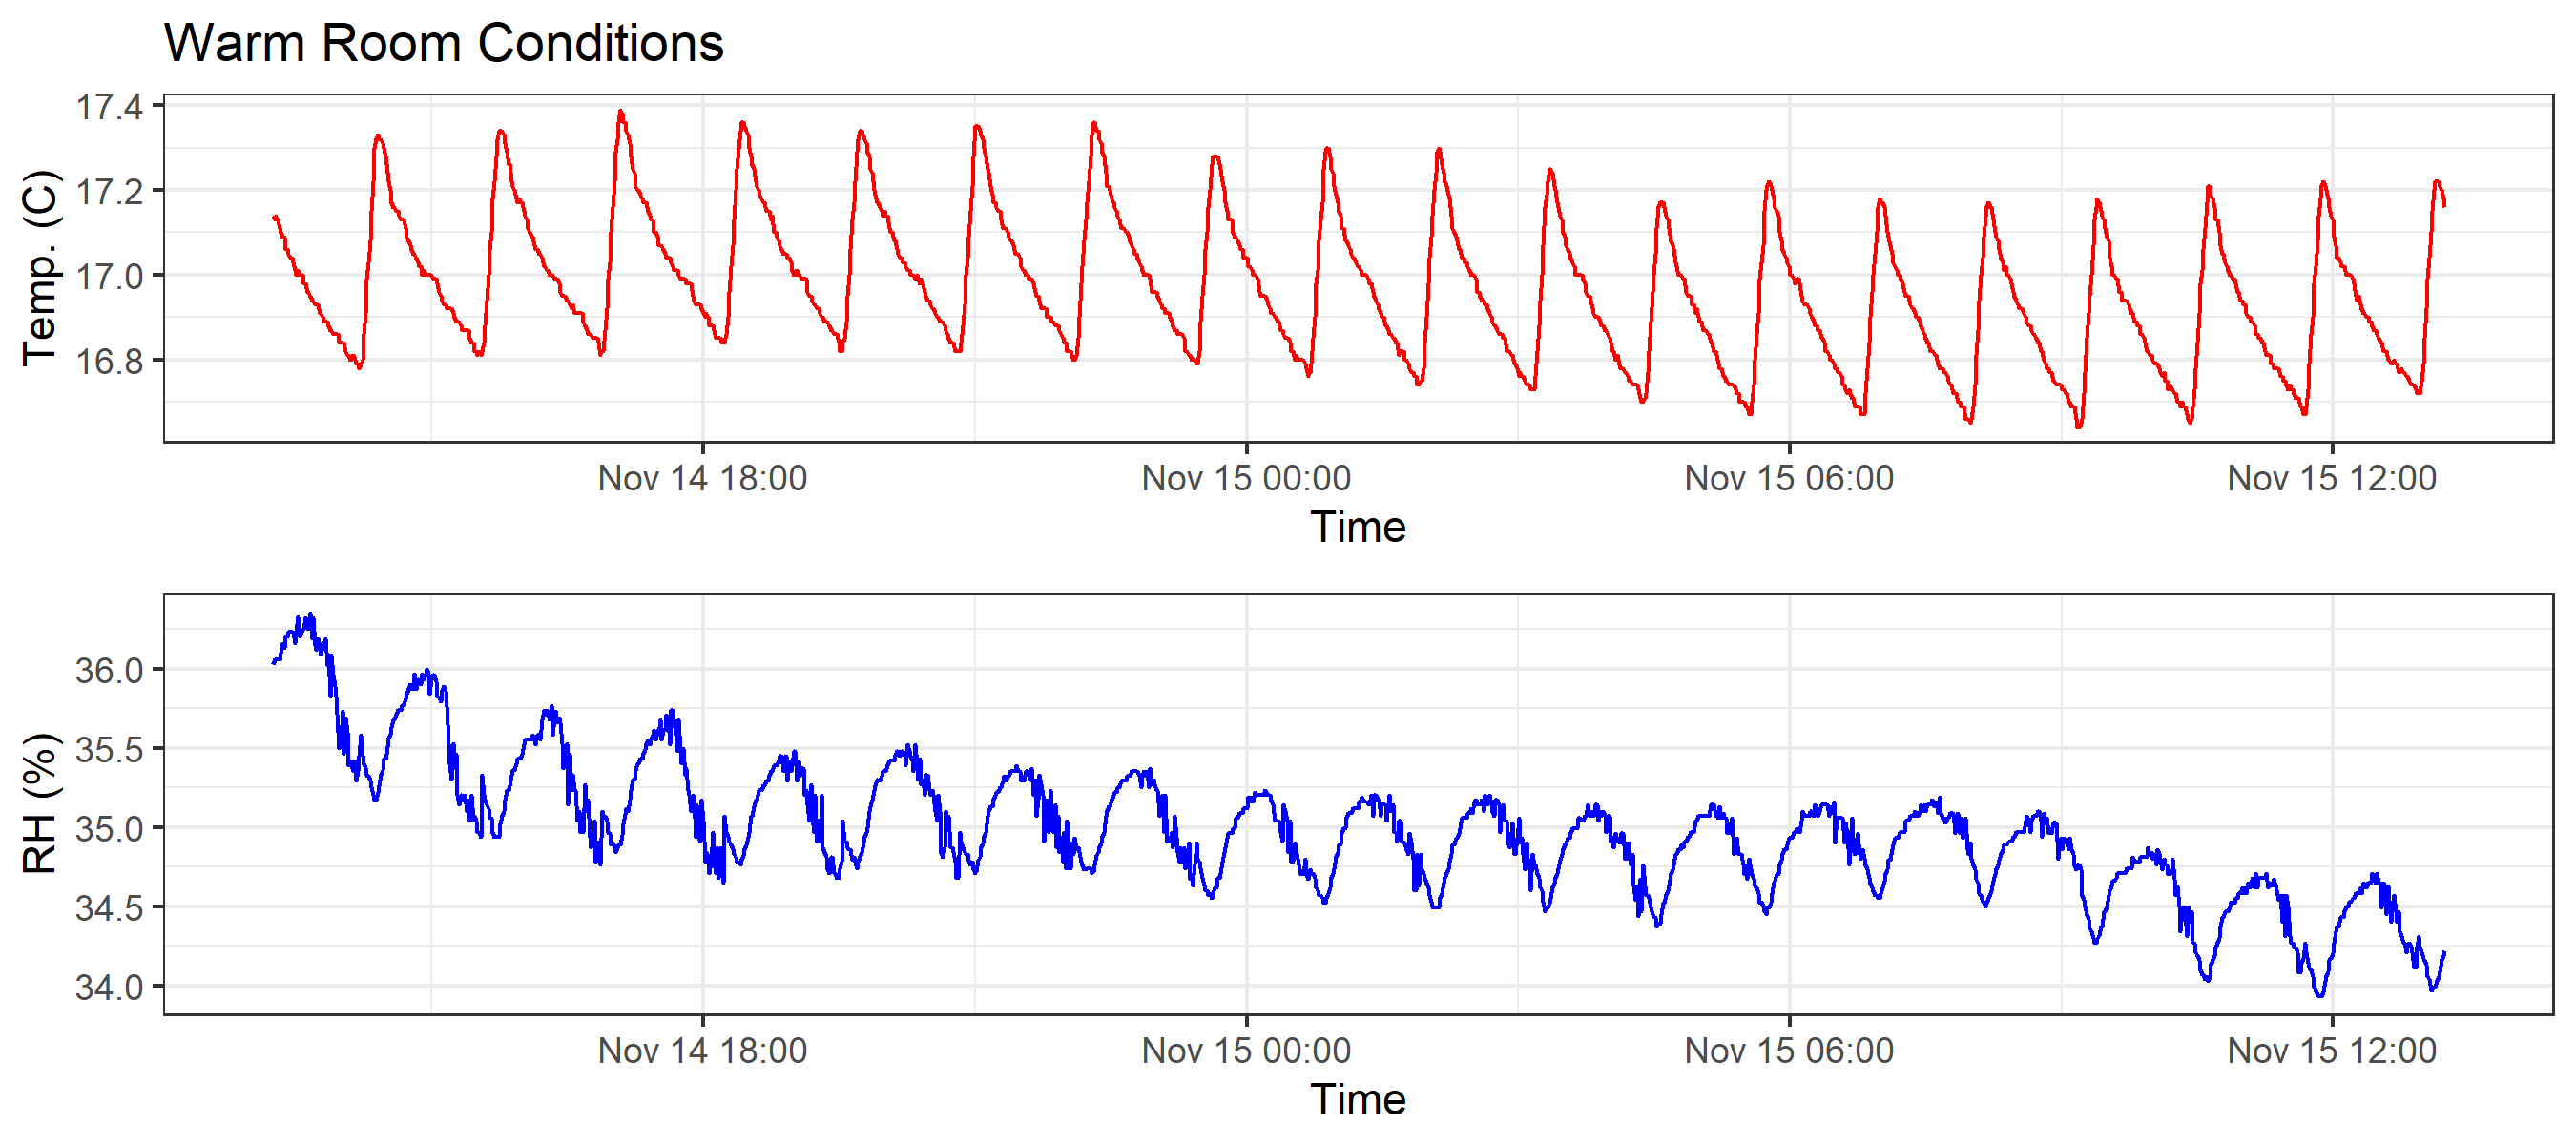 Warm Room Conditions
17.4
17.2
17.0
16.8
Temp. (C)
Nov 14 18:00 Nov 15 00:00 Nov 15 06:00 Nov 15 12:00
Time
36.0
35.5
35.0
34.5
34.0
RH (%)
Nov 14 18:00 Nov 15 00:00 Nov 15 06:00 Nov 15 12:00
Time